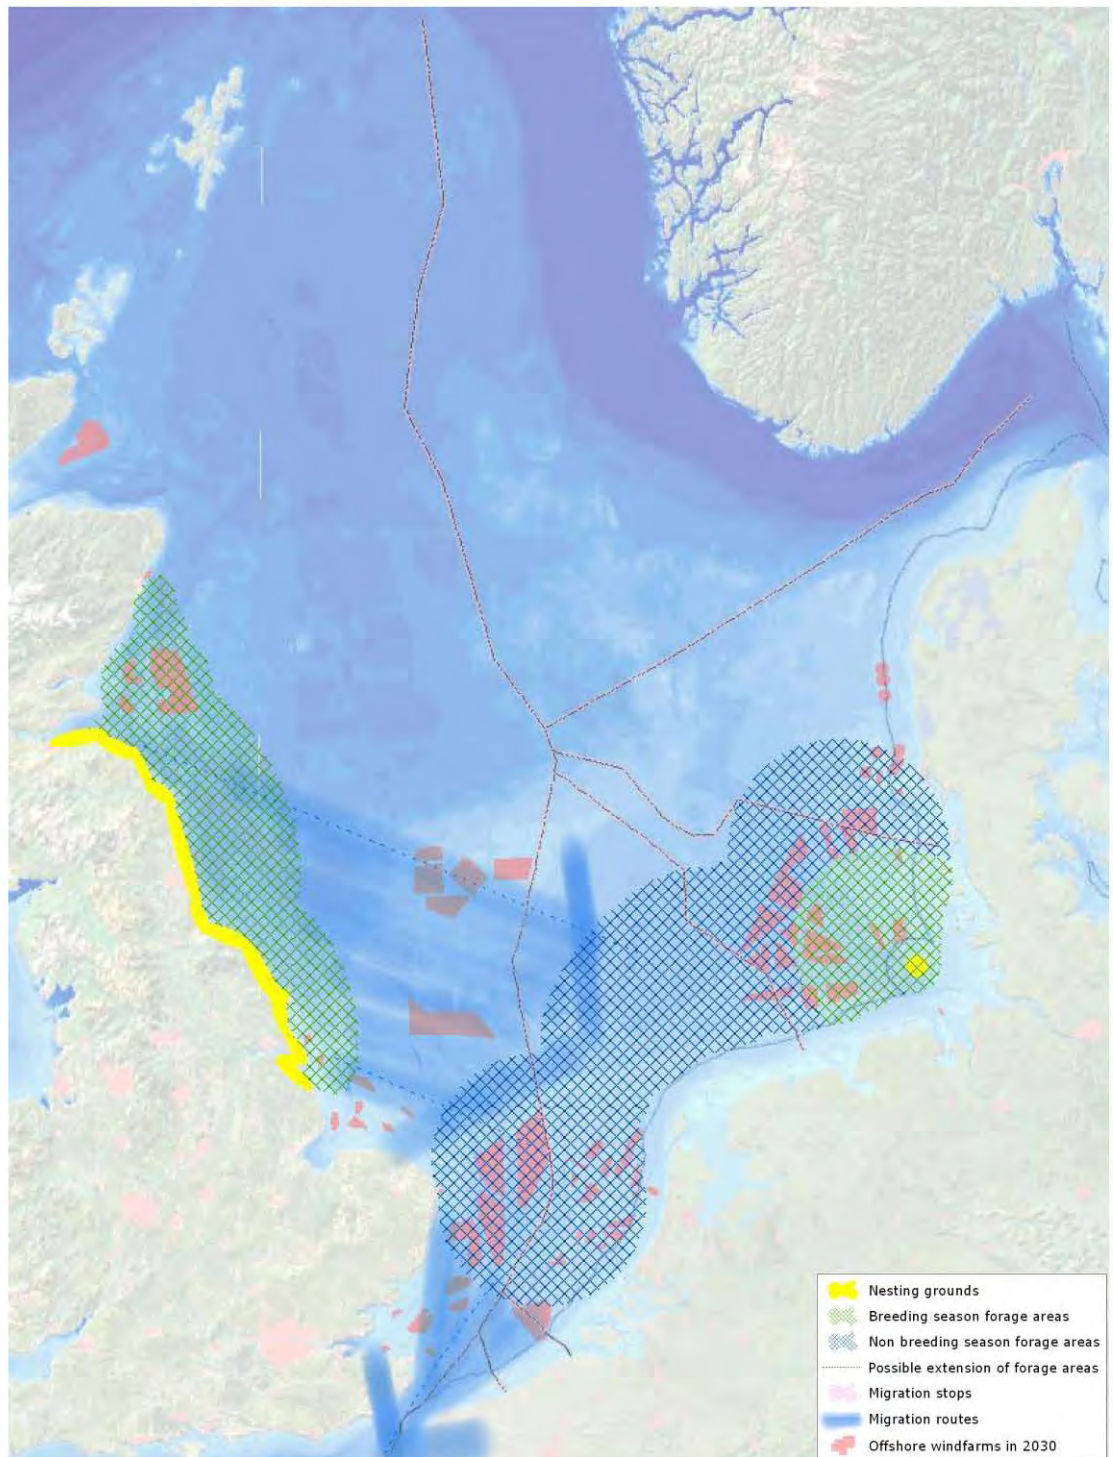 Nesting grounds
Breeding season forage areas
Non breeding season forage areas
Possible extension of forage areas
Migration stops
Migration routes
Offshore windfarms in 2030